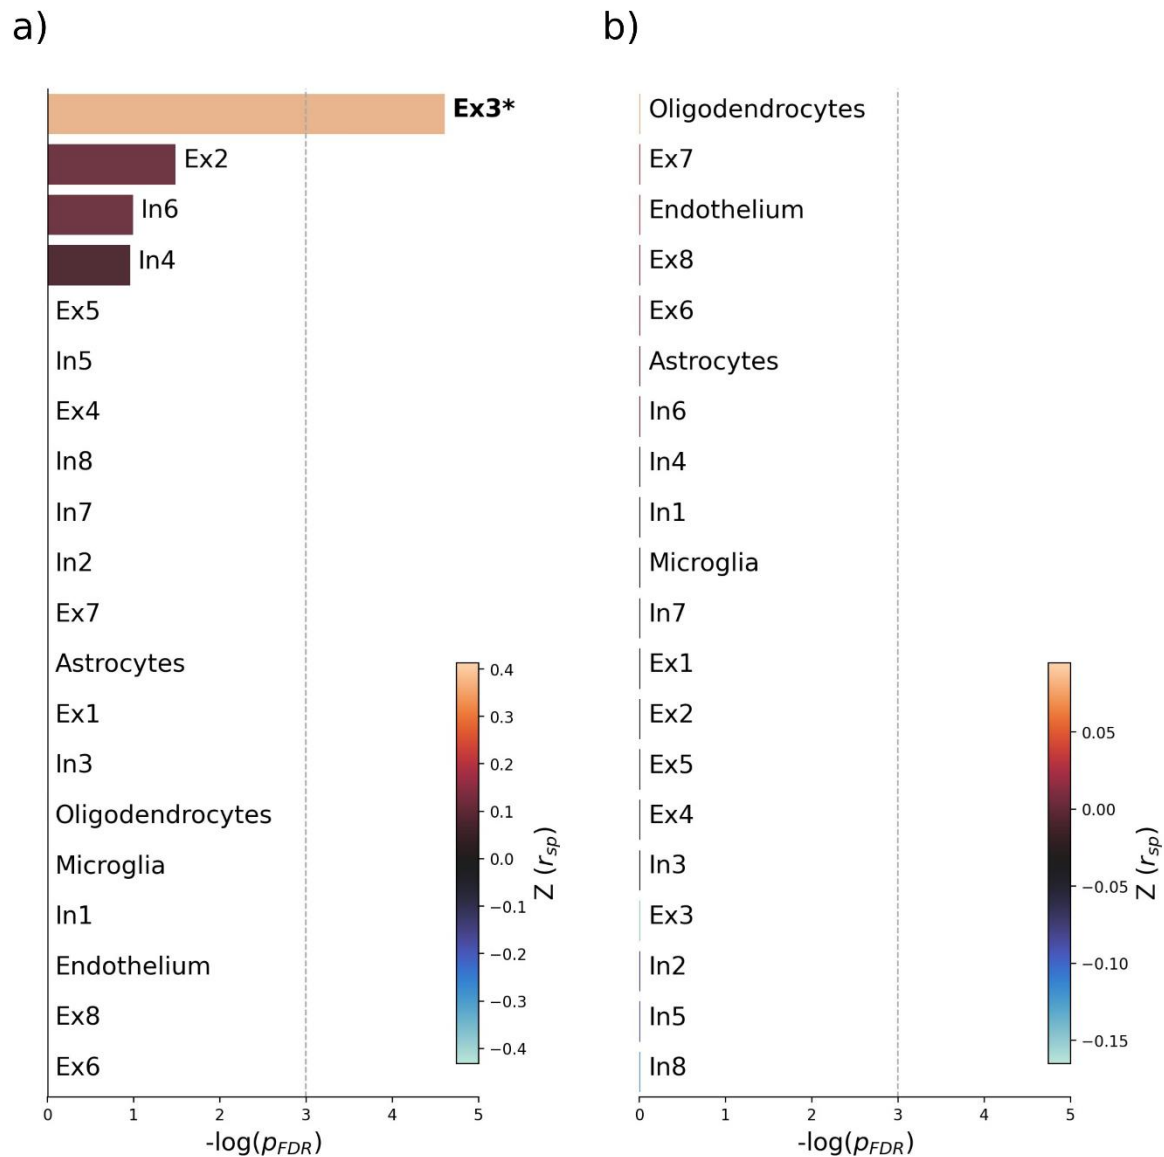 a)
Ex3*
Ex2
In6
In4
Ex5
In5
Ex4
In8
In7
In2
Ex7
Astrocytes
Ex1
In3
Oligodendrocytes
Microglia
In1
Endothelium
Ex8
Ex6
0.4
0.3
0.2
0.1
0.0
−0.1
−0.2
−0.3
−0.4
Z (r_sp)
0 1 2 3 4 5
-log(p_FDR)
b)
Oligodendrocytes
Ex7
Endothelium
Ex8
Ex6
Astrocytes
In6
In4
In1
Microglia
In7
Ex1
Ex2
Ex5
Ex4
In3
Ex3
In2
In5
In8
0.05
0.00
−0.05
−0.10
−0.15
Z (r_sp)
0 1 2 3 4 5
-log(p_FDR)